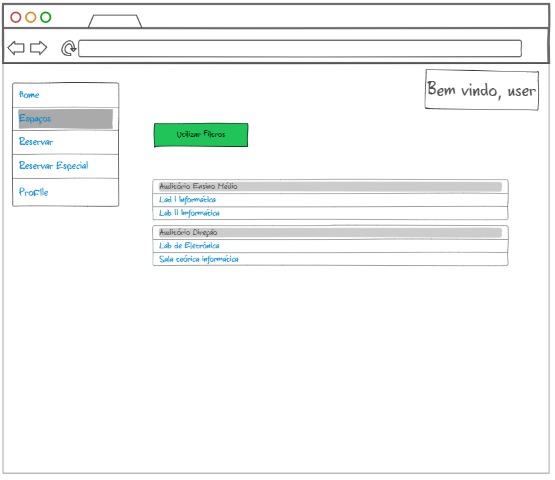 Bem vindo, user
Home
Espaços
Reservar
Reservar Especial
Profile
Utilizar Filtros
Auditório Ensino Médio
Lad I Informática
Lab II Informática
Auditório Direção
Lab de Eletrônica
Sala teórica informática